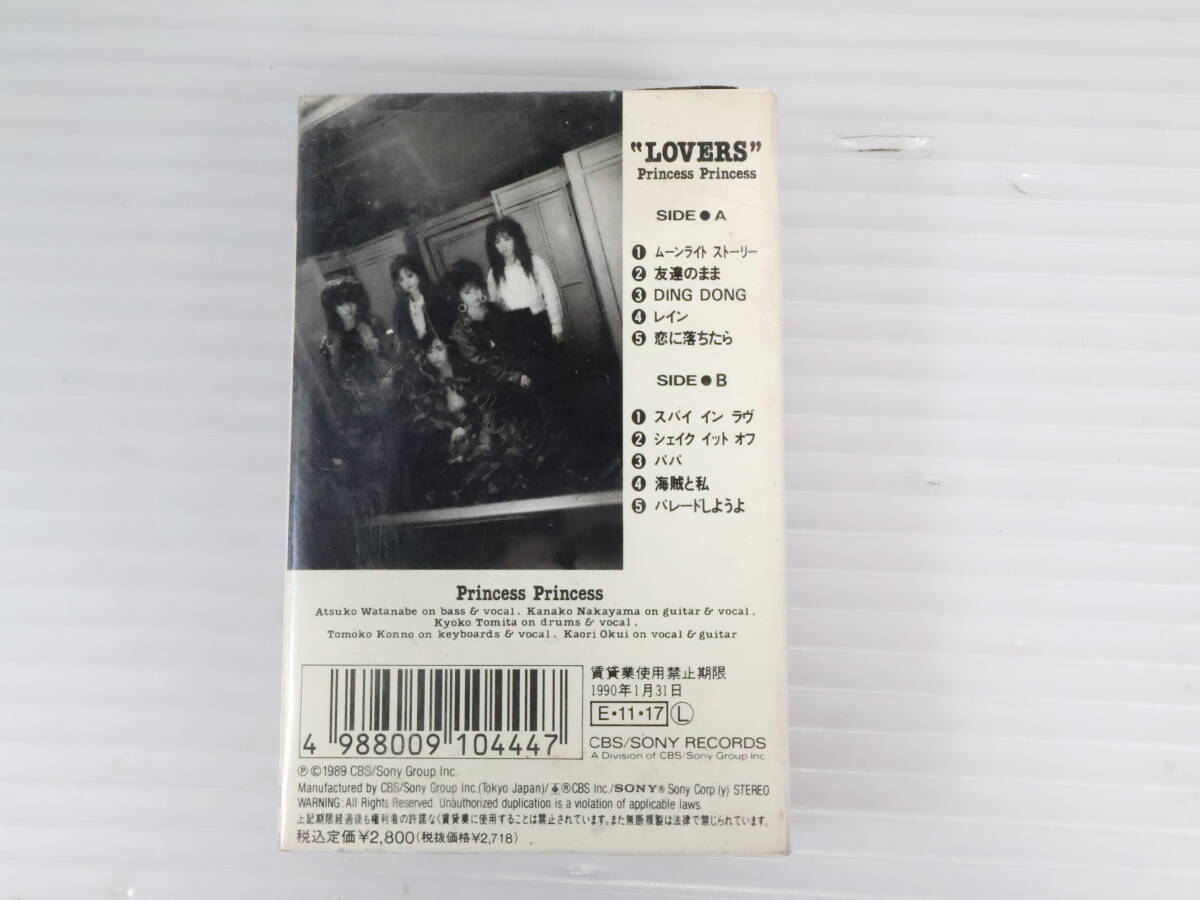 “LOVERS”
Princess Princess
SIDE●A
❶ ムーンライト ストーリー
❷ 友達のまま
❸ DING DONG
❹ レイン
❺ 恋に落ちたら
SIDE●B
❶ スパイ イン ラヴ
❷ シェイク イット オフ
❸ パパ
❹ 海賊と私
❺ パレードしようよ
Princess Princess
Atsuko Watanabe on bass & vocal, Kanako Nakayama on guitar & vocal,
Kyoko Tomita on drums & vocal,
Tomoko Konno on keyboards & vocal, Kaori Okui on vocal & guitar
4 988009 104447
賃貸業使用禁止期限
1990年1月31日
E・11・17 Ⓛ
CBS/SONY RECORDS
A Division of CBS/Sony Group Inc.
℗©1989 CBS/Sony Group Inc.
Manufactured by CBS/Sony Group Inc.(Tokyo Japan)/®CBS Inc./SONY® Sony Corp.(y) STEREO
WARNING: All Rights Reserved. Unauthorized duplication is a violation of applicable laws.
上記期限経過後も権利者の許諾なく賃貸業に使用することは禁止されています。また無断複製は法律で禁じられています。
税込定価¥2,800(税抜価格¥2,718)